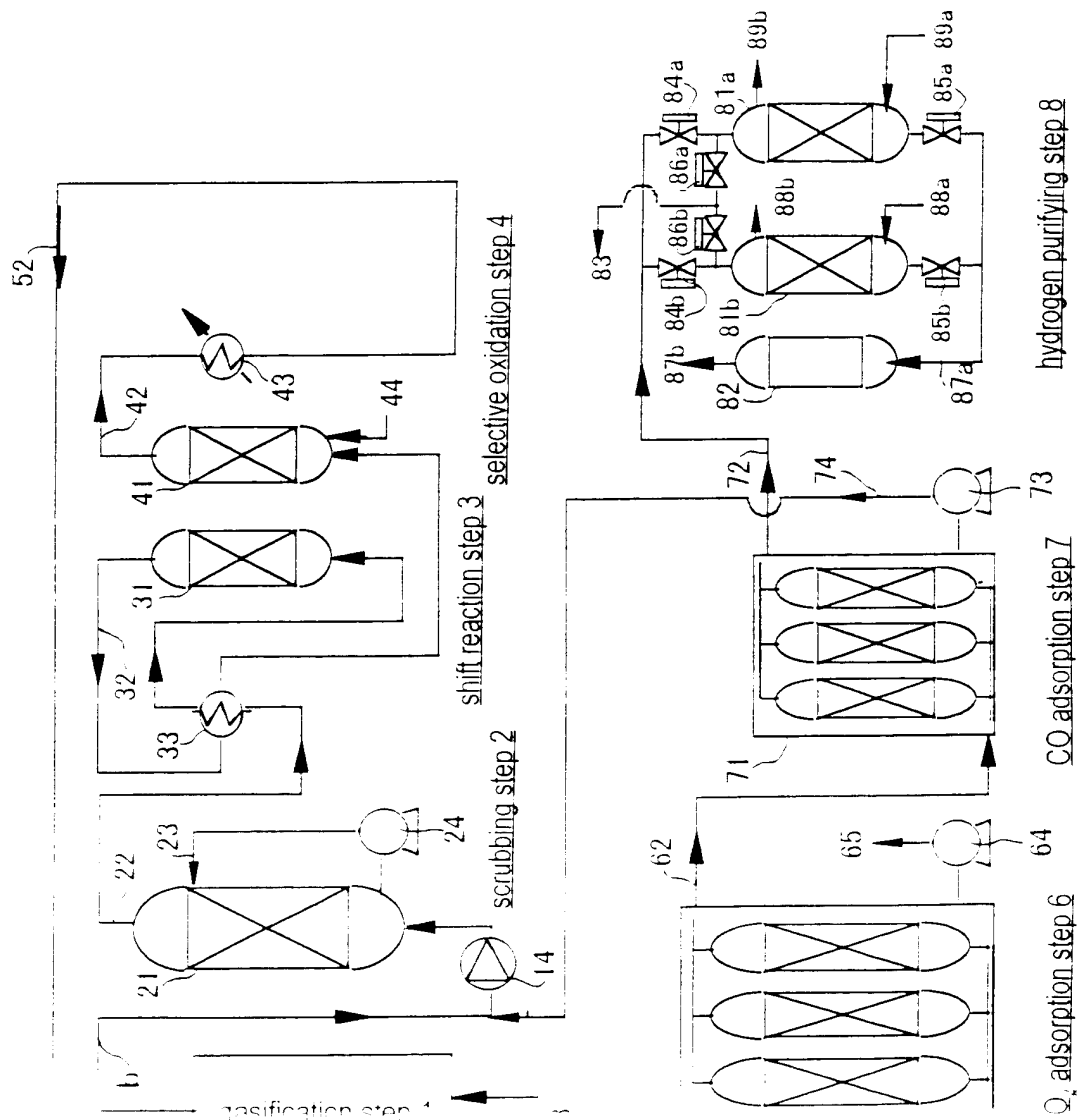 52
42
43
44
41
selective oxidation step 4
31
shift reaction step 3
32
33
22
23
24
21
scrubbing step 2
14
b
gasification step
89b
84a
81a
89a
85a
86a
88b
86b
83
84b
81b
88a
85b
87b
82
87a
hydrogen purifying step 8
72
74
73
71
CO adsorption step 7
62
65
64
adsorption step 6